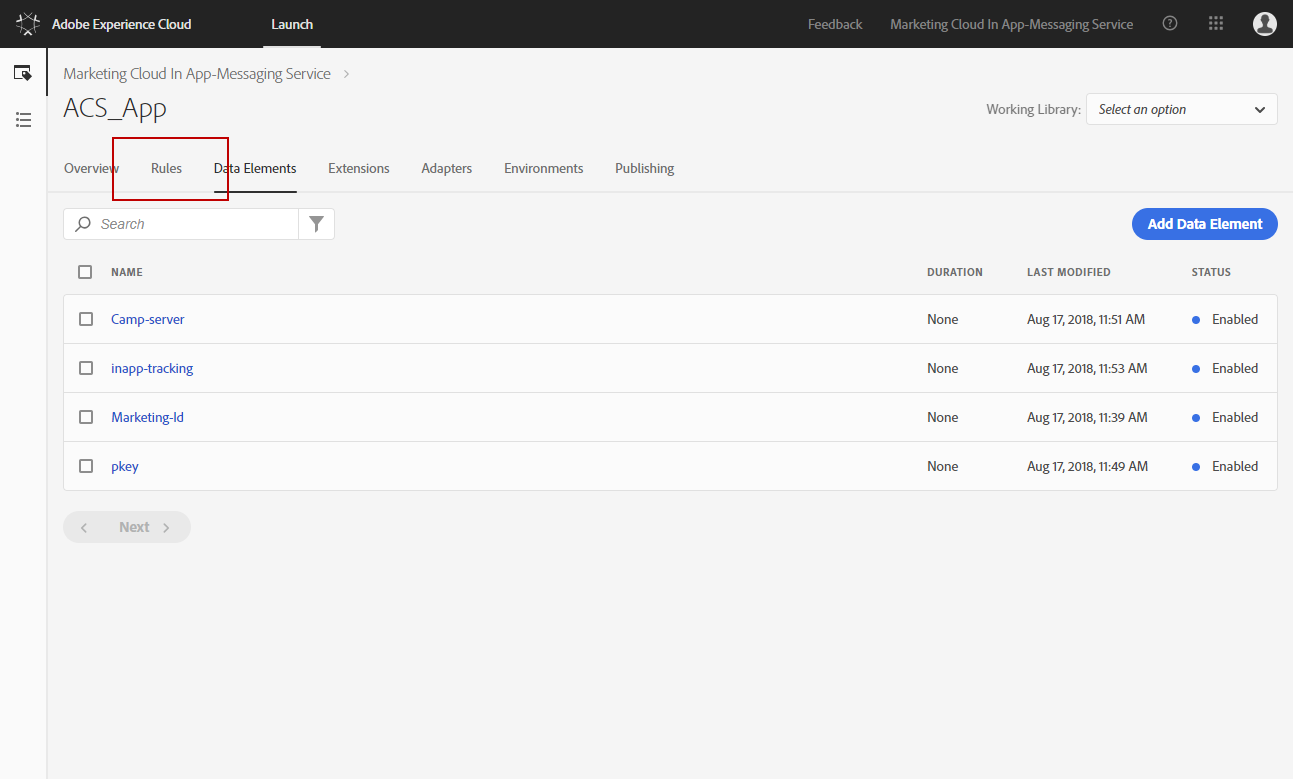 Adobe Experience Cloud Launch Feedback Marketing Cloud In App-Messaging Service
Marketing Cloud In App-Messaging Service
ACS_App
Working Library: Select an option
Overview Rules Data Elements Extensions Adapters Environments Publishing
Search Add Data Element
NAME DURATION LAST MODIFIED STATUS
Camp-server None Aug 17, 2018, 11:51 AM Enabled
inapp-tracking None Aug 17, 2018, 11:53 AM Enabled
Marketing-Id None Aug 17, 2018, 11:39 AM Enabled
pkey None Aug 17, 2018, 11:49 AM Enabled
Next